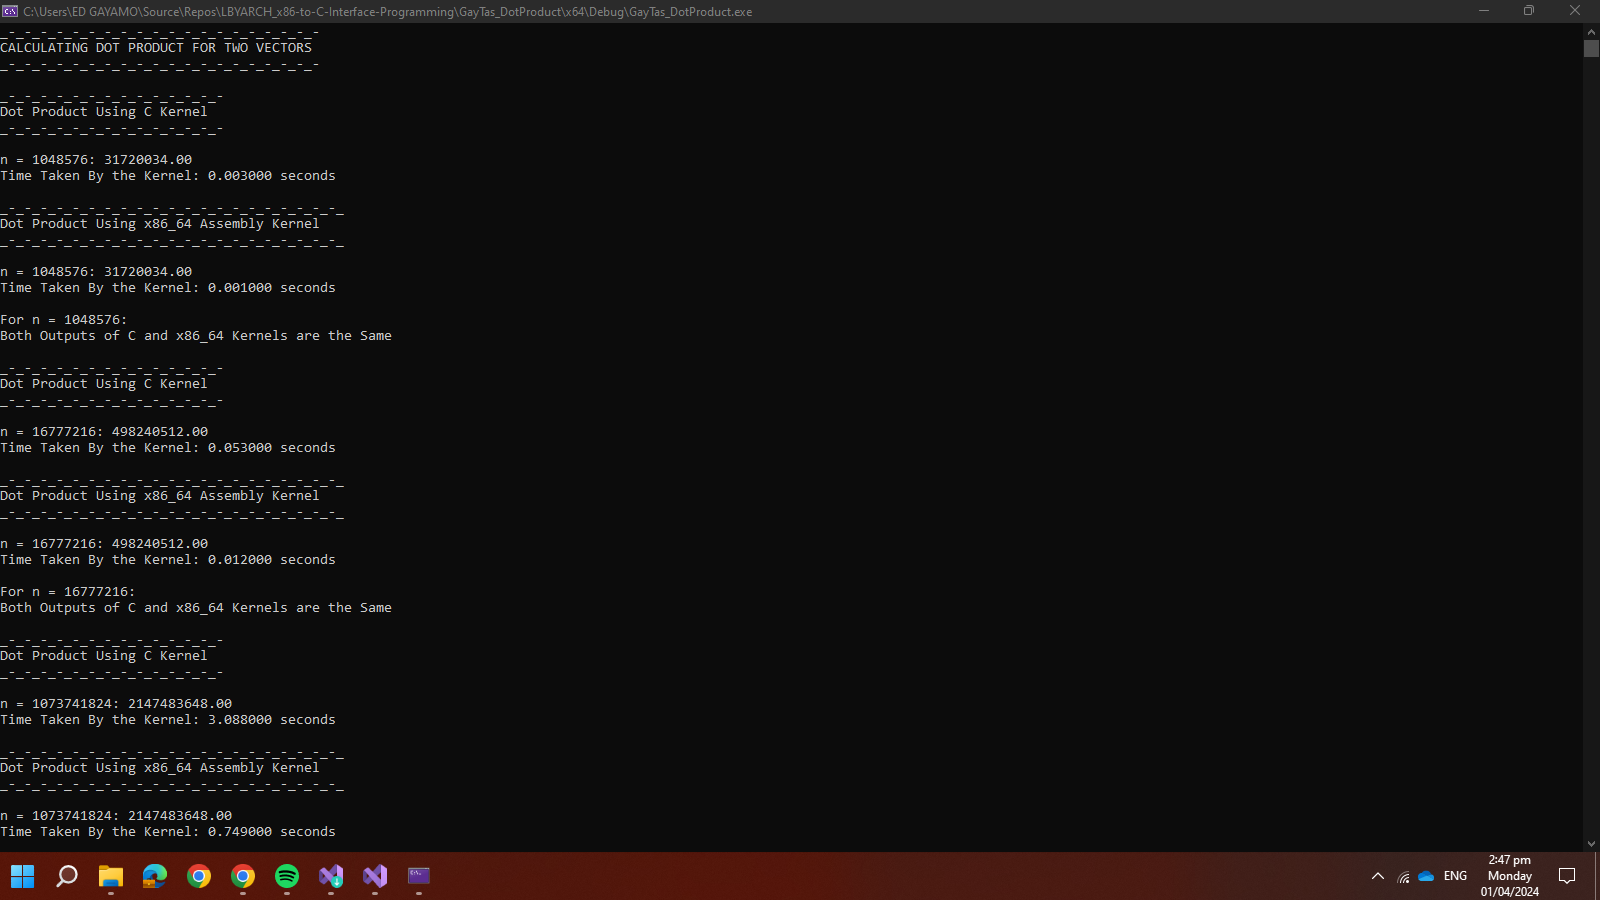 C:\Users\ED GAYAMO\Source\Repos\LBYARCH_x86-to-C-Interface-Programming\GayTas_DotProduct\x64\Debug\GayTas_DotProduct.exe
_-_-_-_-_-_-_-_-_-_-_-_-_-_-_-_-_-_-_-_-
CALCULATING DOT PRODUCT FOR TWO VECTORS
_-_-_-_-_-_-_-_-_-_-_-_-_-_-_-_-_-_-_-_-
_-_-_-_-_-_-_-_-_-_-_-_-_-_-
Dot Product Using C Kernel
_-_-_-_-_-_-_-_-_-_-_-_-_-_-
n = 1048576: 31720034.00
Time Taken By the Kernel: 0.003000 seconds
_-_-_-_-_-_-_-_-_-_-_-_-_-_-_-_-_-_-_-_-_-_
Dot Product Using x86_64 Assembly Kernel
_-_-_-_-_-_-_-_-_-_-_-_-_-_-_-_-_-_-_-_-_-_
n = 1048576: 31720034.00
Time Taken By the Kernel: 0.001000 seconds
For n = 1048576:
Both Outputs of C and x86_64 Kernels are the Same
_-_-_-_-_-_-_-_-_-_-_-_-_-_-
Dot Product Using C Kernel
_-_-_-_-_-_-_-_-_-_-_-_-_-_-
n = 16777216: 498240512.00
Time Taken By the Kernel: 0.053000 seconds
_-_-_-_-_-_-_-_-_-_-_-_-_-_-_-_-_-_-_-_-_-_
Dot Product Using x86_64 Assembly Kernel
_-_-_-_-_-_-_-_-_-_-_-_-_-_-_-_-_-_-_-_-_-_
n = 16777216: 498240512.00
Time Taken By the Kernel: 0.012000 seconds
For n = 16777216:
Both Outputs of C and x86_64 Kernels are the Same
_-_-_-_-_-_-_-_-_-_-_-_-_-_-
Dot Product Using C Kernel
_-_-_-_-_-_-_-_-_-_-_-_-_-_-
n = 1073741824: 2147483648.00
Time Taken By the Kernel: 3.088000 seconds
_-_-_-_-_-_-_-_-_-_-_-_-_-_-_-_-_-_-_-_-_-_
Dot Product Using x86_64 Assembly Kernel
_-_-_-_-_-_-_-_-_-_-_-_-_-_-_-_-_-_-_-_-_-_
n = 1073741824: 2147483648.00
Time Taken By the Kernel: 0.749000 seconds
ENG
2:47 pm
Monday
01/04/2024